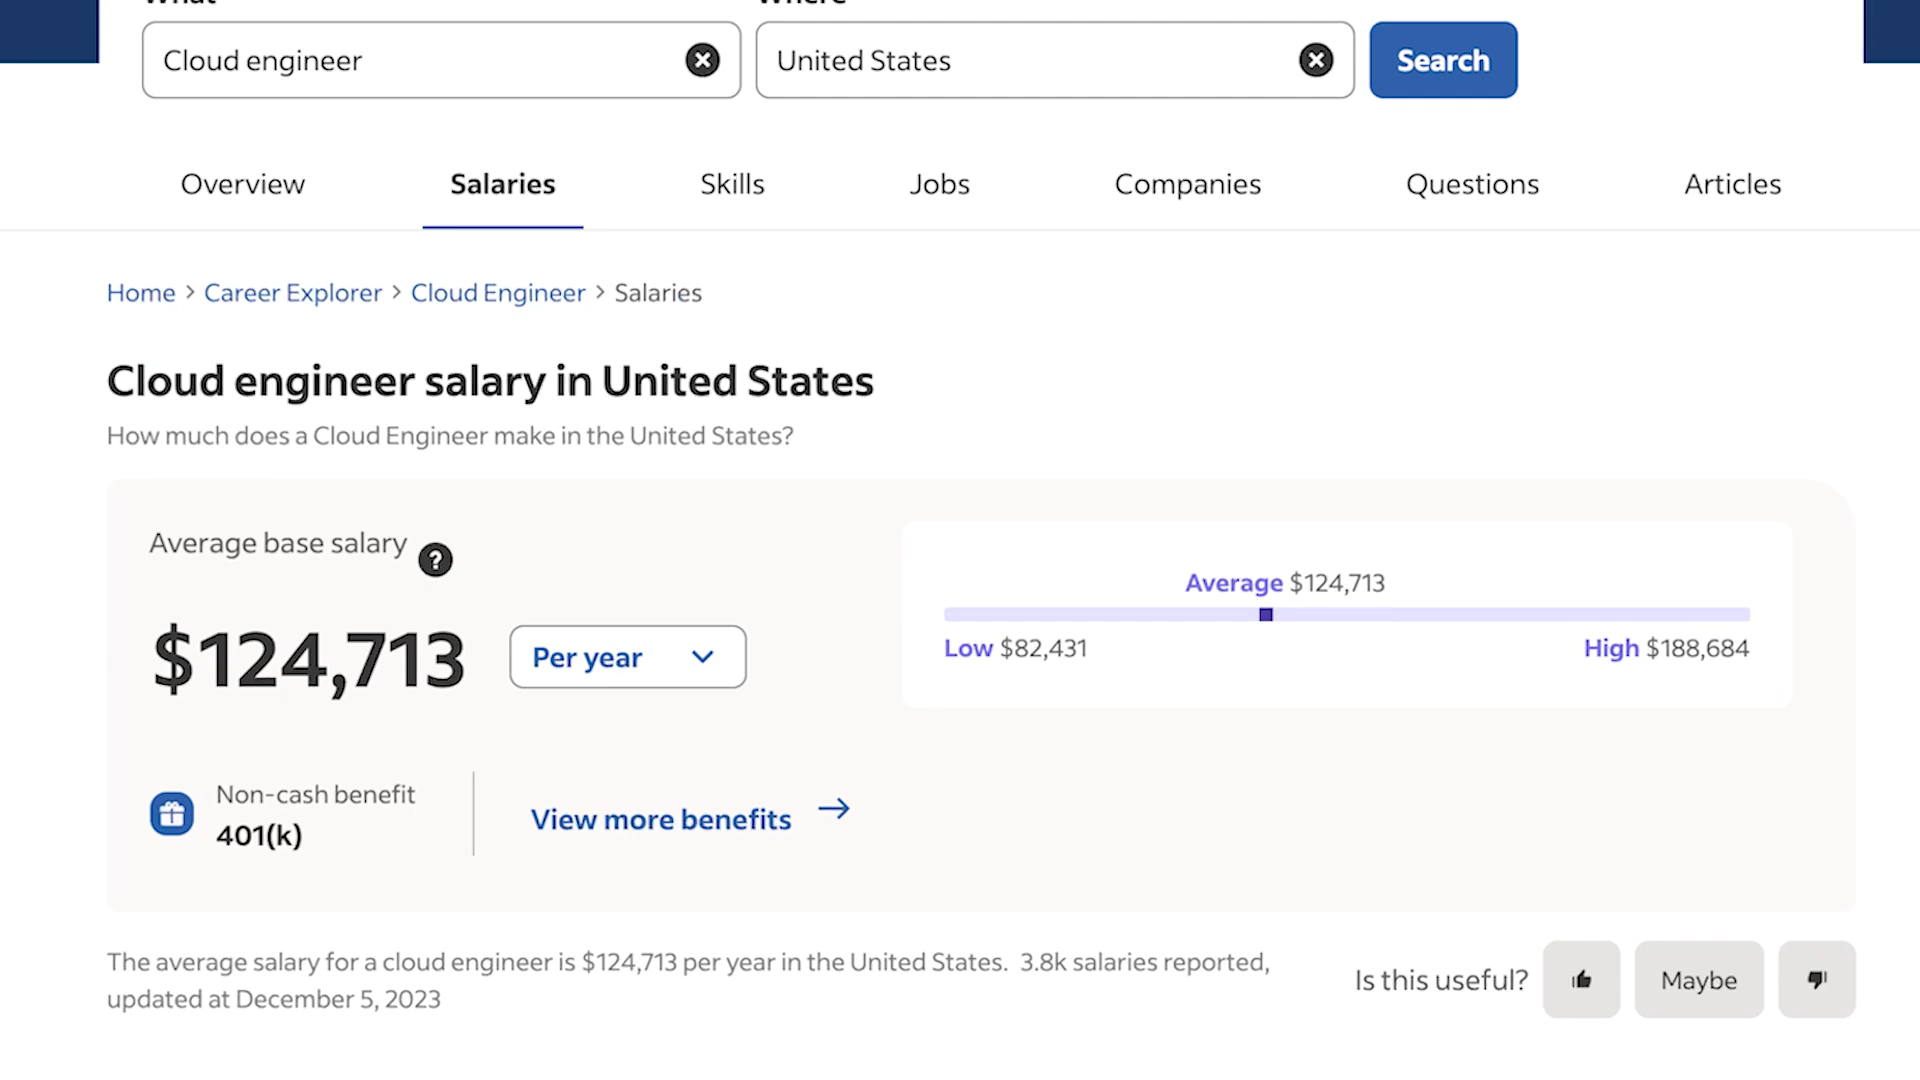 What
Where
Cloud engineer
United States
Search
Overview
Salaries
Skills
Jobs
Companies
Questions
Articles
Home > Career Explorer > Cloud Engineer > Salaries
Cloud engineer salary in United States
How much does a Cloud Engineer make in the United States?
Average base salary ?
$124,713
Per year
Average $124,713
Low $82,431
High $188,684
Non-cash benefit
401(k)
View more benefits →
The average salary for a cloud engineer is $124,713 per year in the United States. 3.8k salaries reported,
updated at December 5, 2023
Is this useful?
Maybe